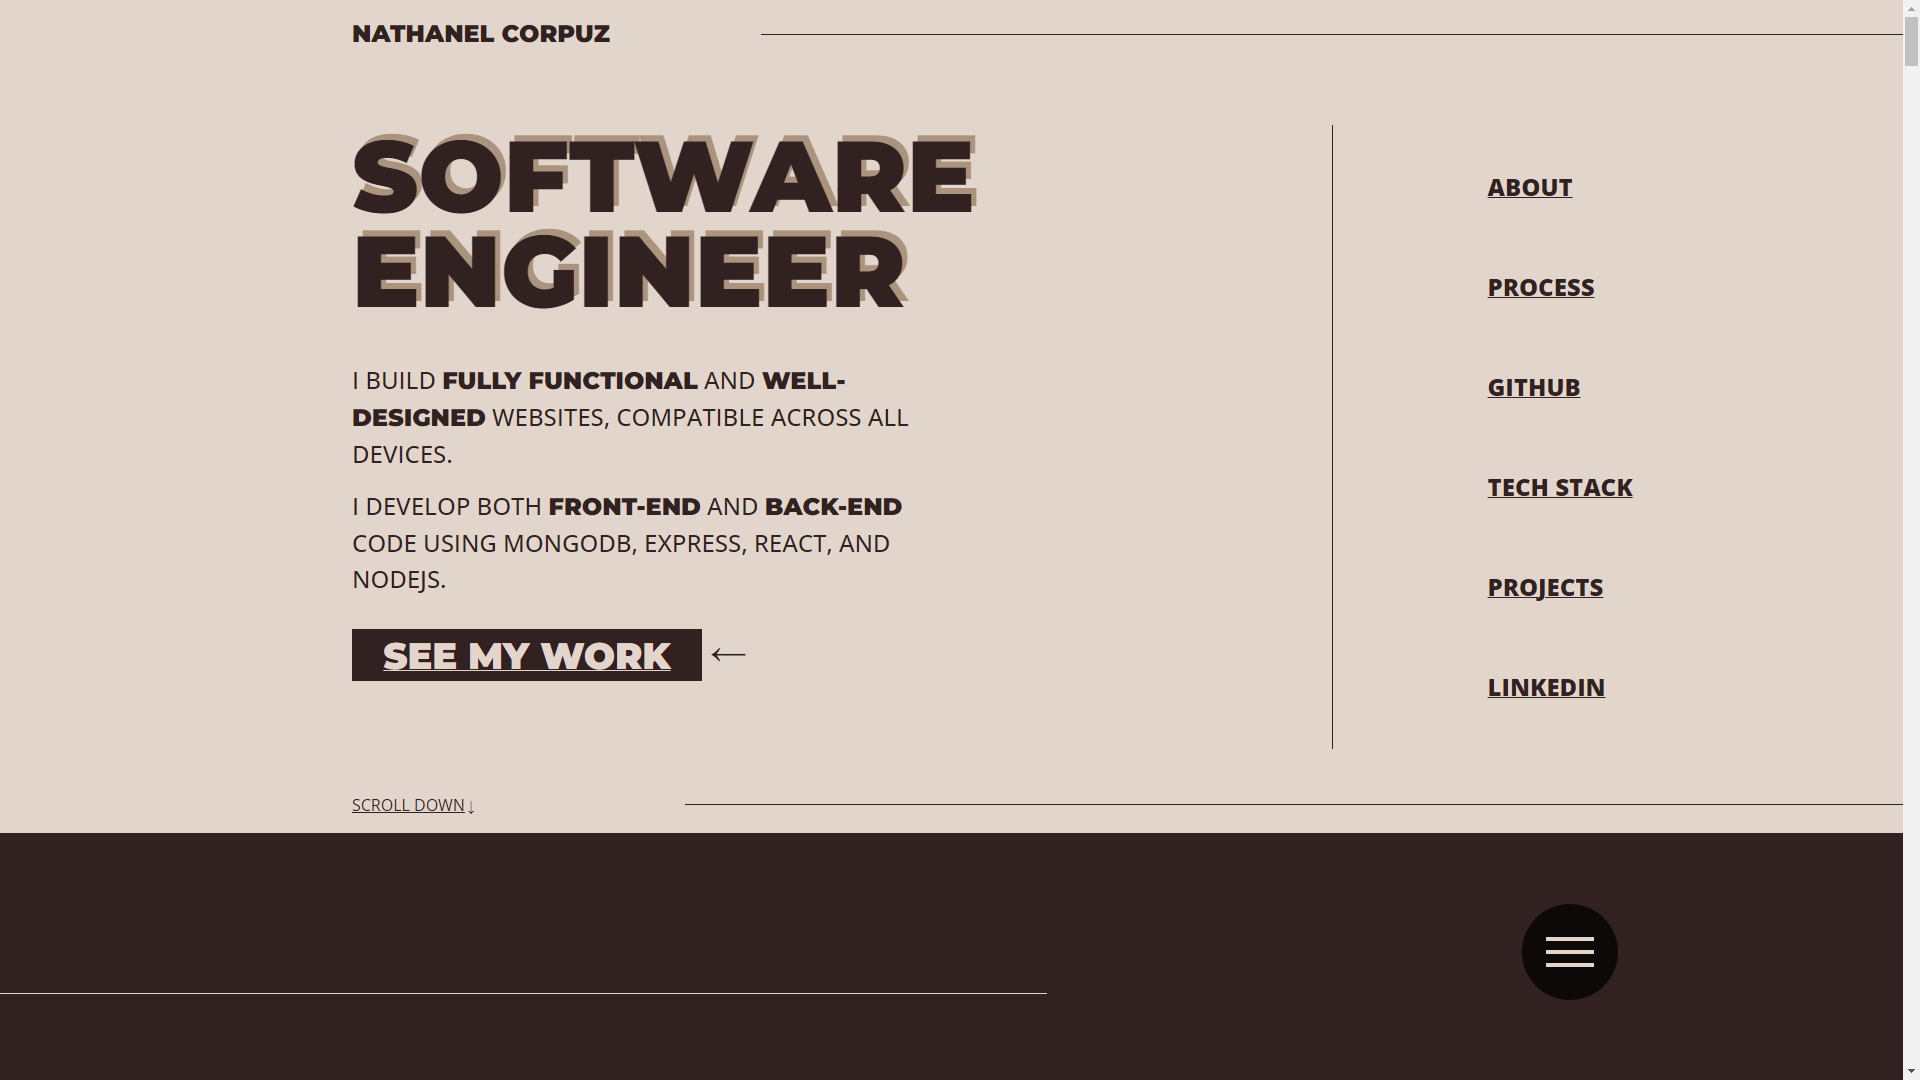 NATHANEL CORPUZ
SOFTWARE
ENGINEER
I BUILD FULLY FUNCTIONAL AND WELL-
DESIGNED WEBSITES, COMPATIBLE ACROSS ALL
DEVICES.
I DEVELOP BOTH FRONT-END AND BACK-END
CODE USING MONGODB, EXPRESS, REACT, AND
NODEJS.
SEE MY WORK ←
SCROLL DOWN ↓
ABOUT
PROCESS
GITHUB
TECH STACK
PROJECTS
LINKEDIN